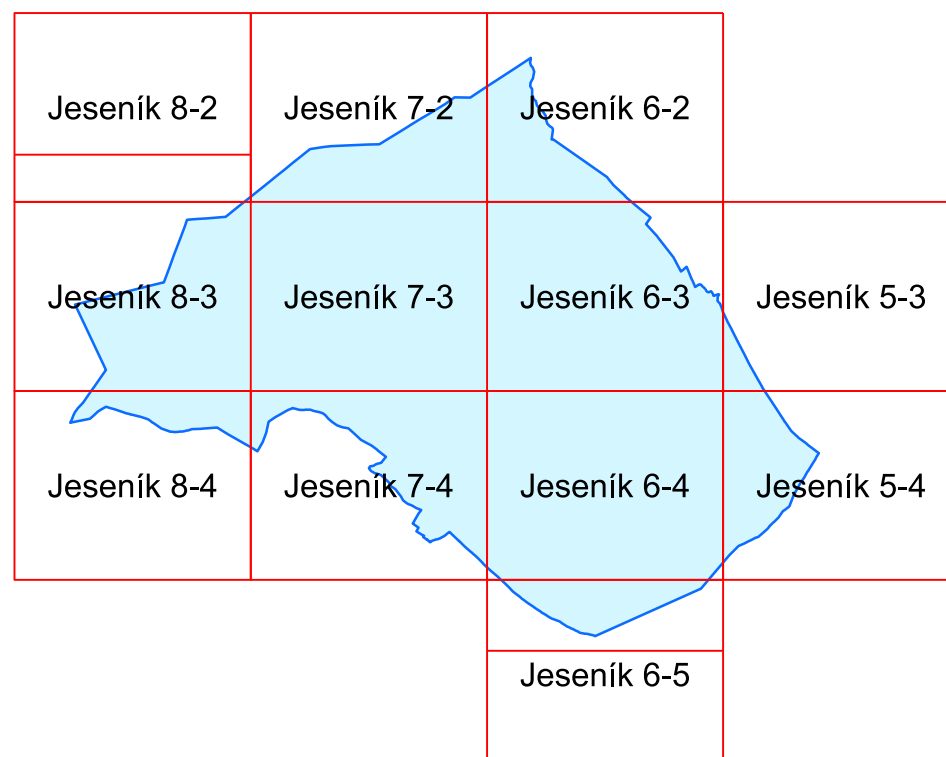 Jeseník 8-2
Jeseník 7-2
Jeseník 6-2
Jeseník 8-3
Jeseník 7-3
Jeseník 6-3
Jeseník 5-3
Jeseník 8-4
Jeseník 7-4
Jeseník 6-4
Jeseník 5-4
Jeseník 6-5